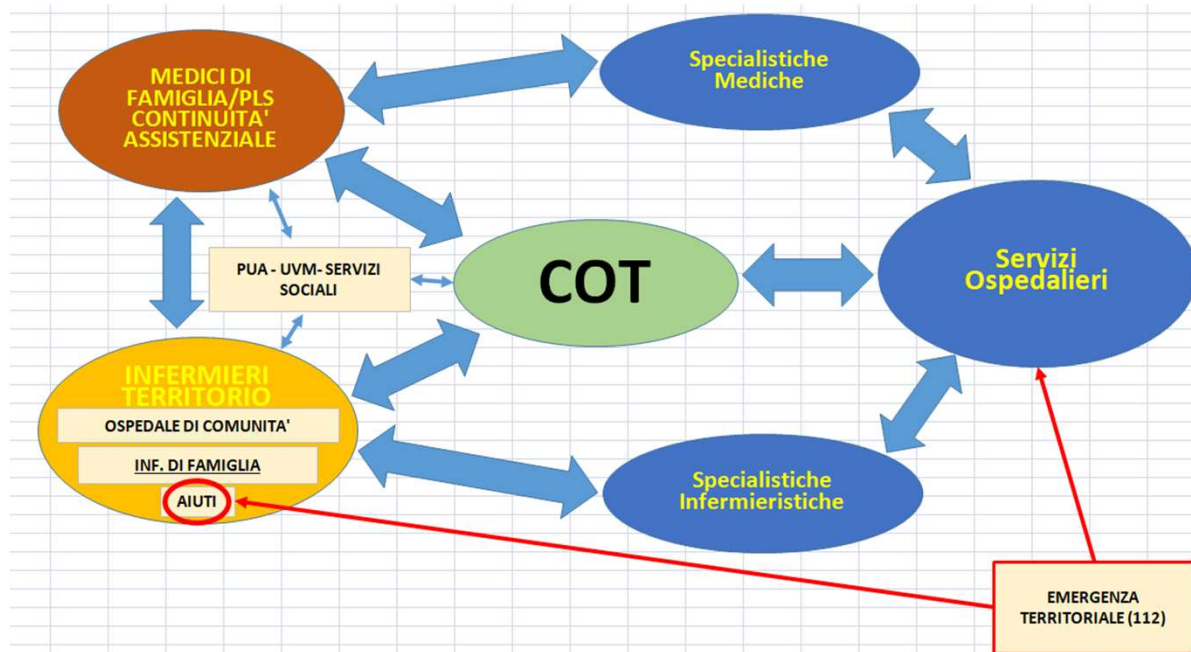 MEDICI DI
FAMIGLIA/PLS
CONTINUITA'
ASSISTENZIALE
Specialistiche
Mediche
PUA - UVM- SERVIZI
SOCIALI
COT
Servizi
Ospedalieri
INFERMIERI
TERRITORIO
OSPEDALE DI COMUNITA'
INF. DI FAMIGLIA
AIUTI
Specialistiche
Infermieristiche
EMERGENZA
TERRITORIALE (112)